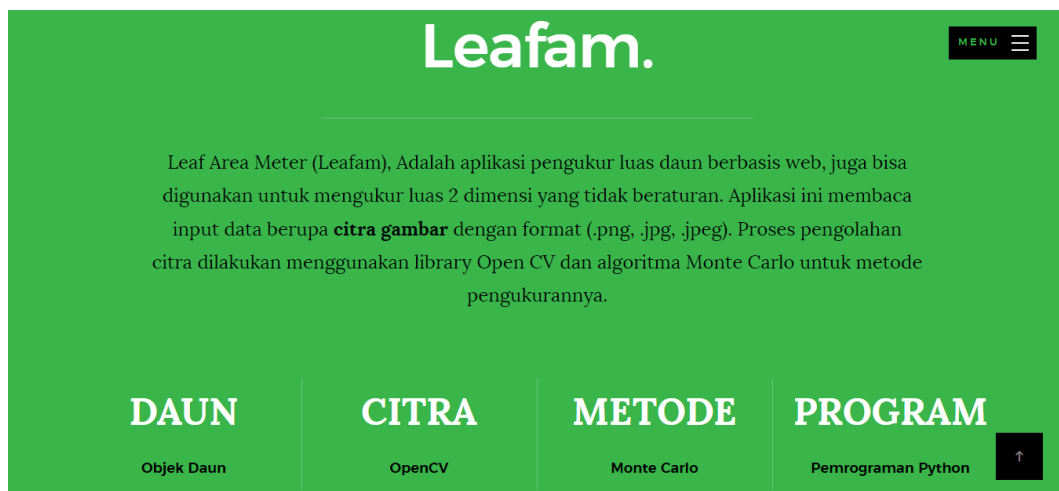 Leafam.
MENU
Leaf Area Meter (Leafam), Adalah aplikasi pengukur luas daun berbasis web, juga bisa
digunakan untuk mengukur luas 2 dimensi yang tidak beraturan. Aplikasi ini membaca
input data berupa citra gambar dengan format (.png, .jpg, .jpeg). Proses pengolahan
citra dilakukan menggunakan library Open CV dan algoritma Monte Carlo untuk metode
pengukurannya.
DAUN
Objek Daun
CITRA
OpenCV
METODE
Monte Carlo
PROGRAM
Pemrograman Python